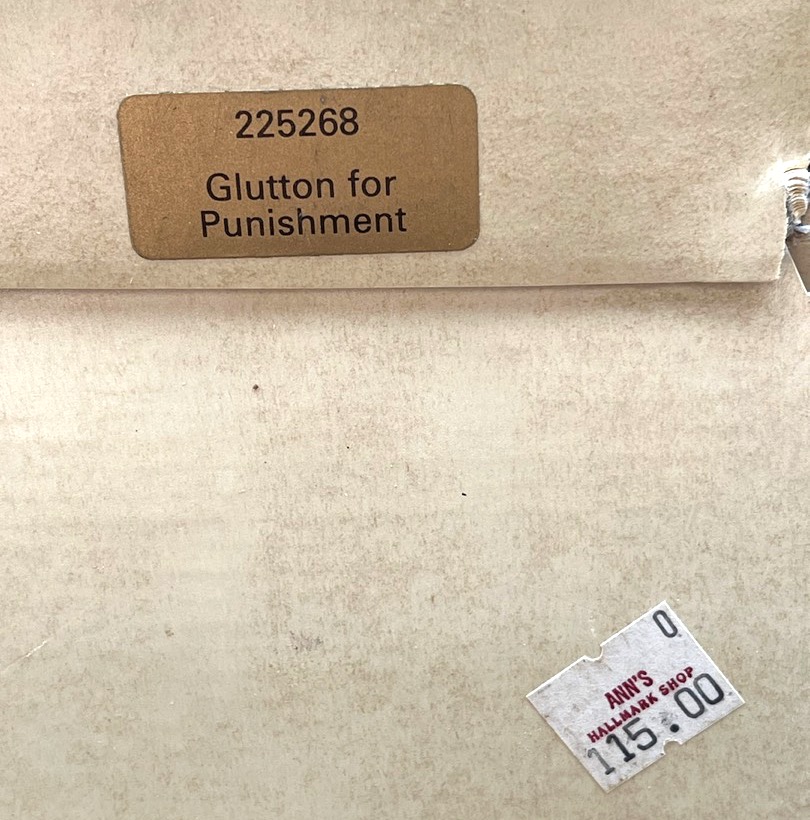 225268
Glutton for
Punishment
0
ANN'S
HALLMARK SHOP
115.00